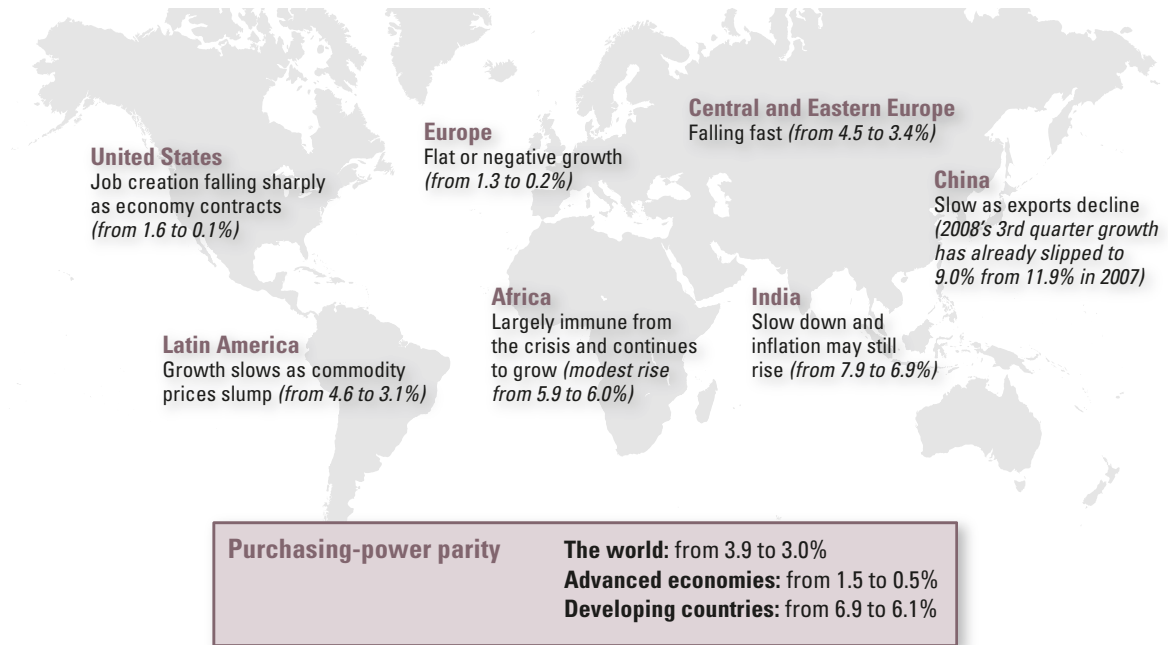 United States
Job creation falling sharply
as economy contracts
(from 1.6 to 0.1%)
Europe
Flat or negative growth
(from 1.3 to 0.2%)
Central and Eastern Europe
Falling fast (from 4.5 to 3.4%)
China
Slow as exports decline
(2008’s 3rd quarter growth
has already slipped to
9.0% from 11.9% in 2007)
Latin America
Growth slows as commodity
prices slump (from 4.6 to 3.1%)
Africa
Largely immune from
the crisis and continues
to grow (modest rise
from 5.9 to 6.0%)
India
Slow down and
inflation may still
rise (from 7.9 to 6.9%)
Purchasing-power parity
The world: from 3.9 to 3.0%
Advanced economies: from 1.5 to 0.5%
Developing countries: from 6.9 to 6.1%